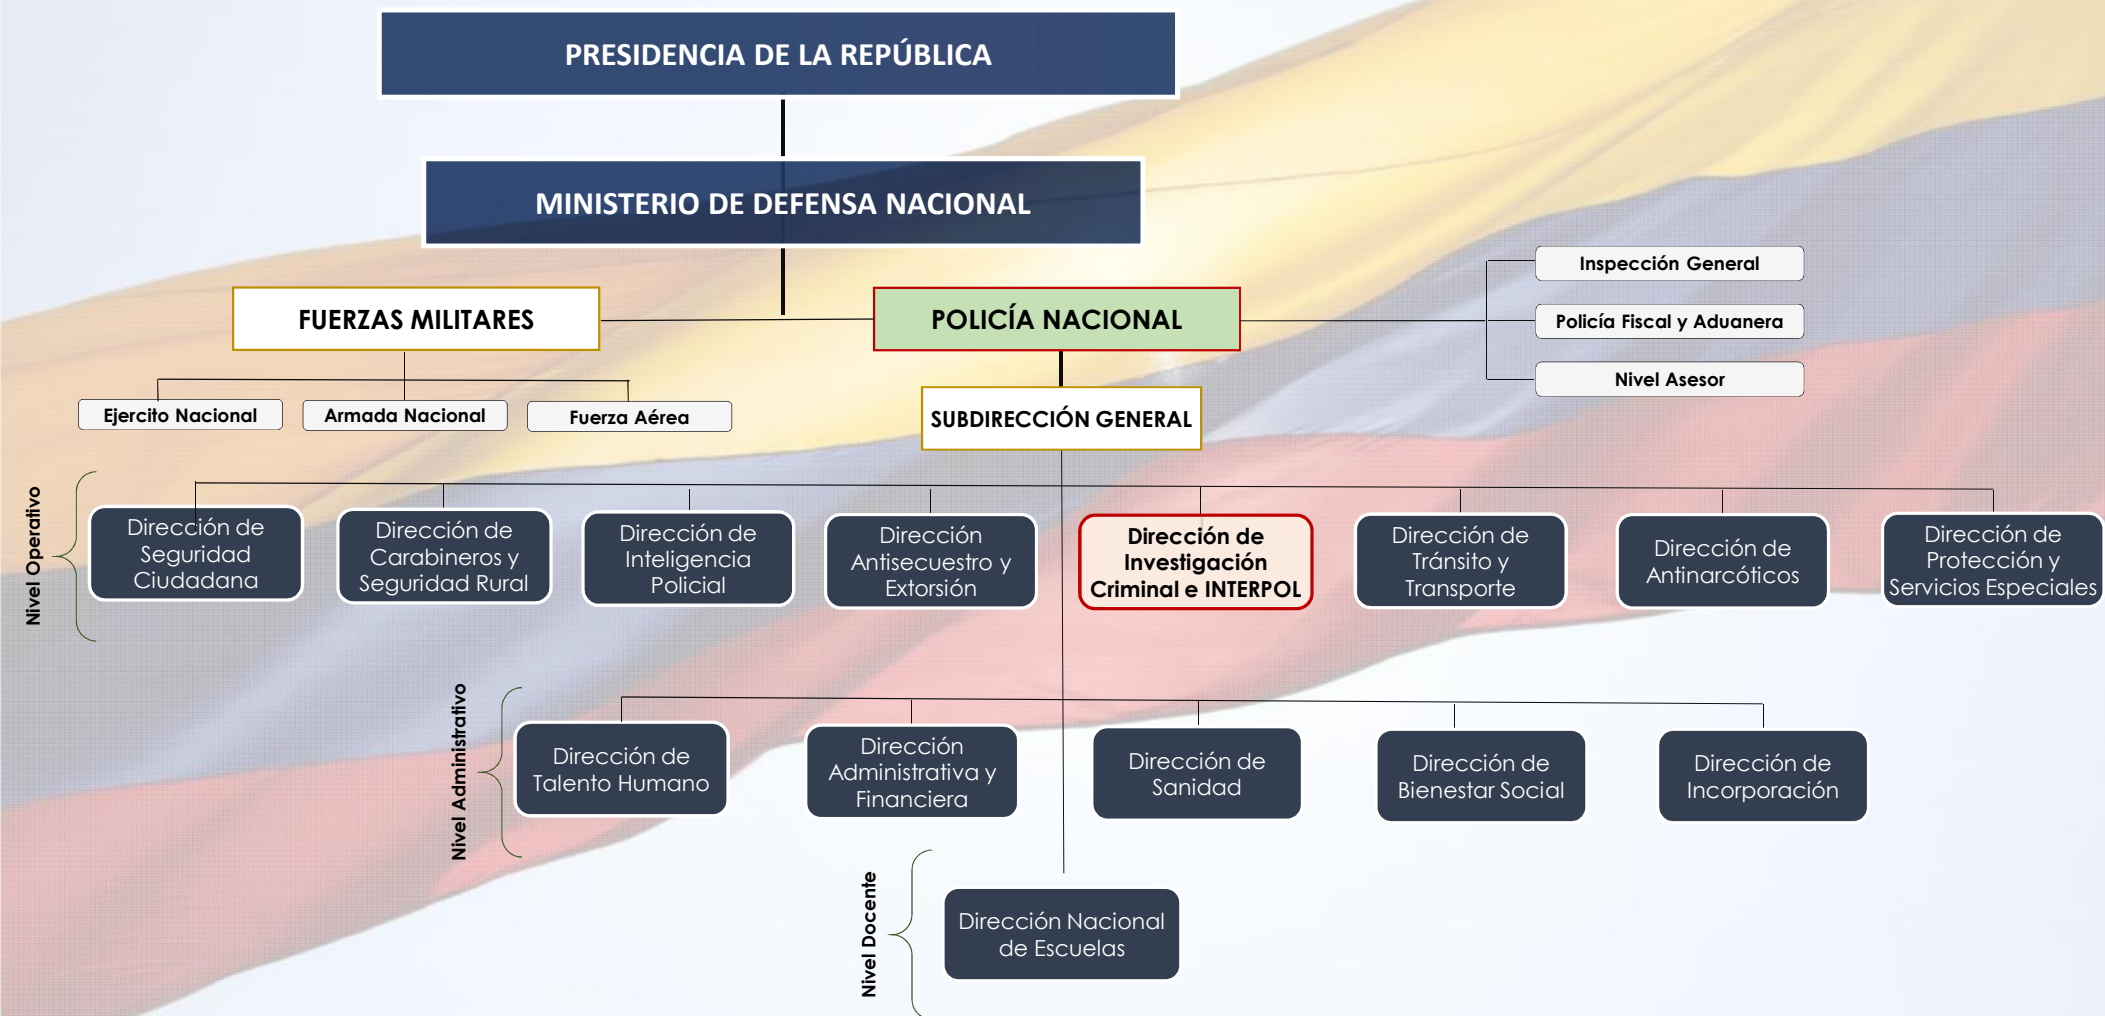 PRESIDENCIA DE LA REPÚBLICA
MINISTERIO DE DEFENSA NACIONAL
FUERZAS MILITARES
POLICÍA NACIONAL
Inspección General
Policía Fiscal y Aduanera
Nivel Asesor
Ejercito Nacional
Armada Nacional
Fuerza Aérea
SUBDIRECCIÓN GENERAL
Nivel Operativo
Dirección de
Seguridad
Ciudadana
Dirección de
Carabineros y
Seguridad Rural
Dirección de
Inteligencia
Policial
Dirección
Antisecuestro y
Extorsión
Dirección de
Investigación
Criminal e INTERPOL
Dirección de
Tránsito y
Transporte
Dirección de
Antinarcóticos
Dirección de
Protección y
Servicios Especiales
Nivel Administrativo
Dirección de
Talento Humano
Dirección
Administrativa y
Financiera
Dirección de
Sanidad
Dirección de
Bienestar Social
Dirección de
Incorporación
Nivel Docente
Dirección Nacional
de Escuelas